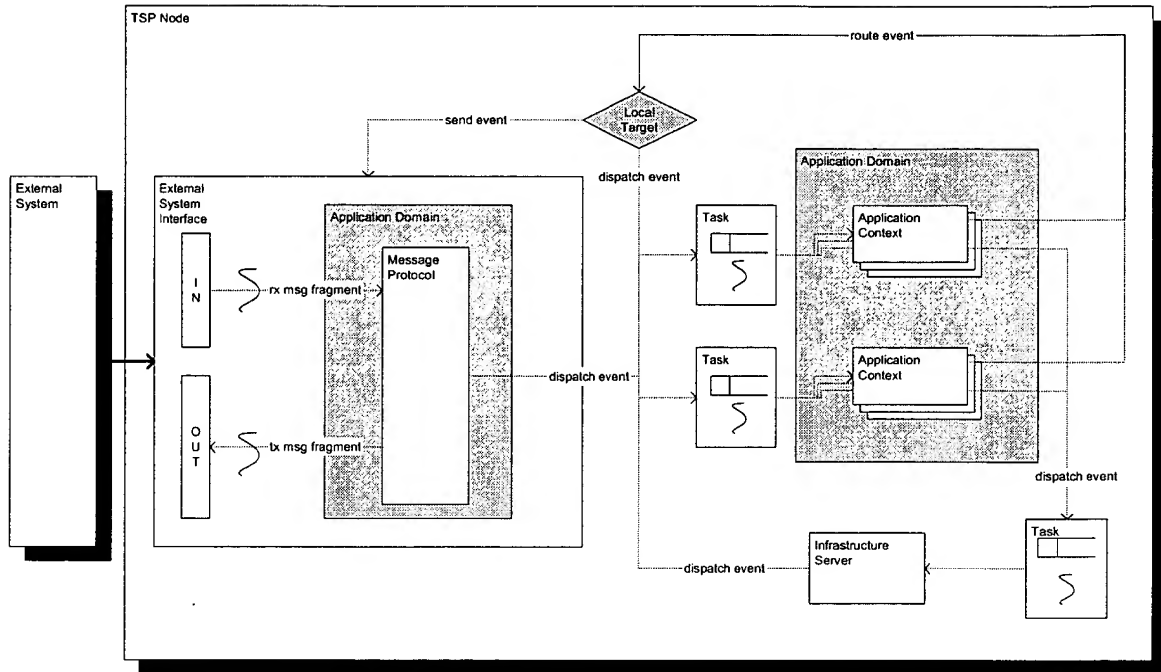 TSP Node
route event
Local
Target
send event
dispatch event
Application Domain
External
System
External
System
Interface
Application Domain
Task
Application
Context
Message
Protocol
I
N
rx msg fragment
Task
Application
Context
dispatch event
O
U
T
tx msg fragment
dispatch event
Task
Infrastructure
Server
dispatch event